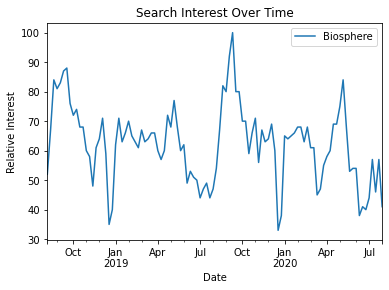 Search Interest Over Time
Biosphere
Relative Interest
100
90
80
70
60
50
40
30
Oct
Jan
2019
Apr
Jul
Oct
Jan
2020
Apr
Jul
Date